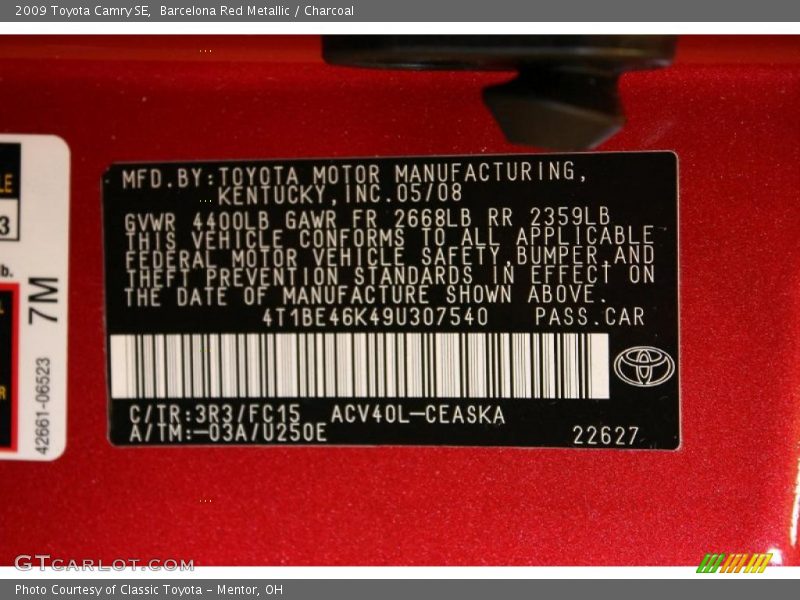 2009 Toyota Camry SE, Barcelona Red Metallic / Charcoal
MFD.BY:TOYOTA MOTOR MANUFACTURING,
KENTUCKY,INC.05/08
GVWR 4400LB GAWR FR 2668LB RR 2359LB
THIS VEHICLE CONFORMS TO ALL APPLICABLE
FEDERAL MOTOR VEHICLE SAFETY,BUMPER,AND
THEFT PREVENTION STANDARDS IN EFFECT ON
THE DATE OF MANUFACTURE SHOWN ABOVE.
4T1BE46K49U307540 PASS.CAR
C/TR:3R3/FC15 ACV40L-CEASKA
A/TM:-03A/U250E
22627
LE
3
b.
7M
42661-06523
R
GTCARLOT.COM
Photo Courtesy of Classic Toyota - Mentor, OH